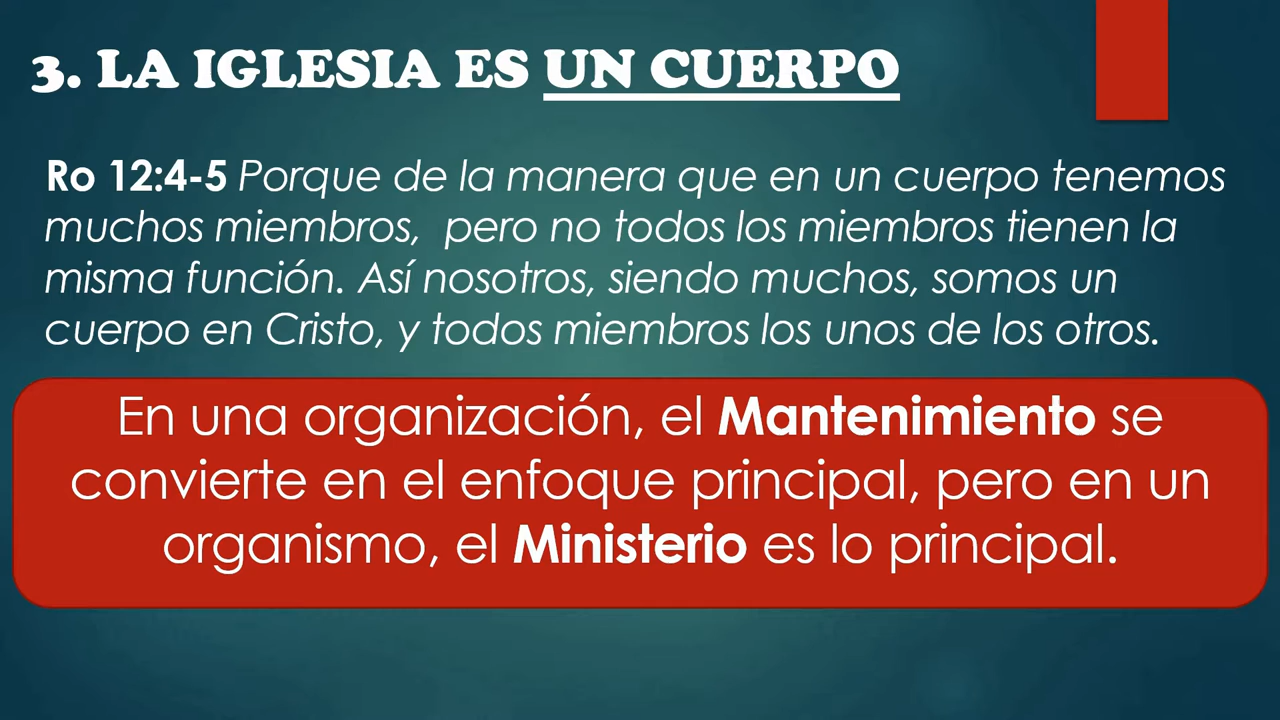 3. LA IGLESIA ES UN CUERPO
Ro 12:4-5 Porque de la manera que en un cuerpo tenemos
muchos miembros, pero no todos los miembros tienen la
misma función. Así nosotros, siendo muchos, somos un
cuerpo en Cristo, y todos miembros los unos de los otros.
En una organización, el Mantenimiento se
convierte en el enfoque principal, pero en un
organismo, el Ministerio es lo principal.